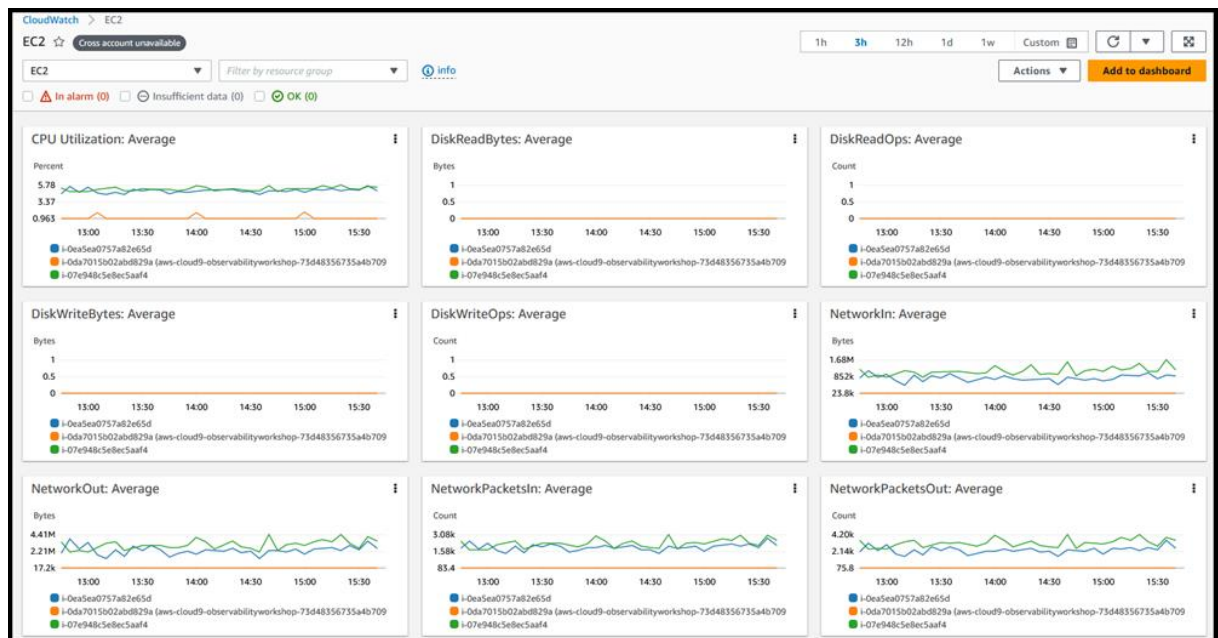 CloudWatch > EC2
EC2 Cross account unavailable
1h 3h 12h 1d 1w Custom
EC2 Filter by resource group info
Actions Add to dashboard
In alarm (0) Insufficient data (0) OK (0)
CPU Utilization: Average
Percent
5.78
3.37
0.963
13:00 13:30 14:00 14:30 15:00 15:30
i-0ea5ea0757a82e65d
i-0da7015b02abd829a (aws-cloud9-observabilityworkshop-73d48356735a4b709
i-07e948c5e8ec5aaf4
DiskReadBytes: Average
Bytes
1
0.5
0
13:00 13:30 14:00 14:30 15:00 15:30
i-0ea5ea0757a82e65d
i-0da7015b02abd829a (aws-cloud9-observabilityworkshop-73d48356735a4b709
i-07e948c5e8ec5aaf4
DiskReadOps: Average
Count
1
0.5
0
13:00 13:30 14:00 14:30 15:00 15:30
i-0ea5ea0757a82e65d
i-0da7015b02abd829a (aws-cloud9-observabilityworkshop-73d48356735a4b709
i-07e948c5e8ec5aaf4
DiskWriteBytes: Average
Bytes
1
0.5
0
13:00 13:30 14:00 14:30 15:00 15:30
i-0ea5ea0757a82e65d
i-0da7015b02abd829a (aws-cloud9-observabilityworkshop-73d48356735a4b709
i-07e948c5e8ec5aaf4
DiskWriteOps: Average
Count
1
0.5
0
13:00 13:30 14:00 14:30 15:00 15:30
i-0ea5ea0757a82e65d
i-0da7015b02abd829a (aws-cloud9-observabilityworkshop-73d48356735a4b709
i-07e948c5e8ec5aaf4
NetworkIn: Average
Bytes
1.68M
852k
23.8k
13:00 13:30 14:00 14:30 15:00 15:30
i-0ea5ea0757a82e65d
i-0da7015b02abd829a (aws-cloud9-observabilityworkshop-73d48356735a4b709
i-07e948c5e8ec5aaf4
NetworkOut: Average
Bytes
4.41M
2.21M
17.2k
13:00 13:30 14:00 14:30 15:00 15:30
i-0ea5ea0757a82e65d
i-0da7015b02abd829a (aws-cloud9-observabilityworkshop-73d48356735a4b709
i-07e948c5e8ec5aaf4
NetworkPacketsIn: Average
Count
3.08k
1.58k
83.4
13:00 13:30 14:00 14:30 15:00 15:30
i-0ea5ea0757a82e65d
i-0da7015b02abd829a (aws-cloud9-observabilityworkshop-73d48356735a4b709
i-07e948c5e8ec5aaf4
NetworkPacketsOut: Average
Count
4.20k
2.14k
75.8
13:00 13:30 14:00 14:30 15:00 15:30
i-0ea5ea0757a82e65d
i-0da7015b02abd829a (aws-cloud9-observabilityworkshop-73d48356735a4b709
i-07e948c5e8ec5aaf4